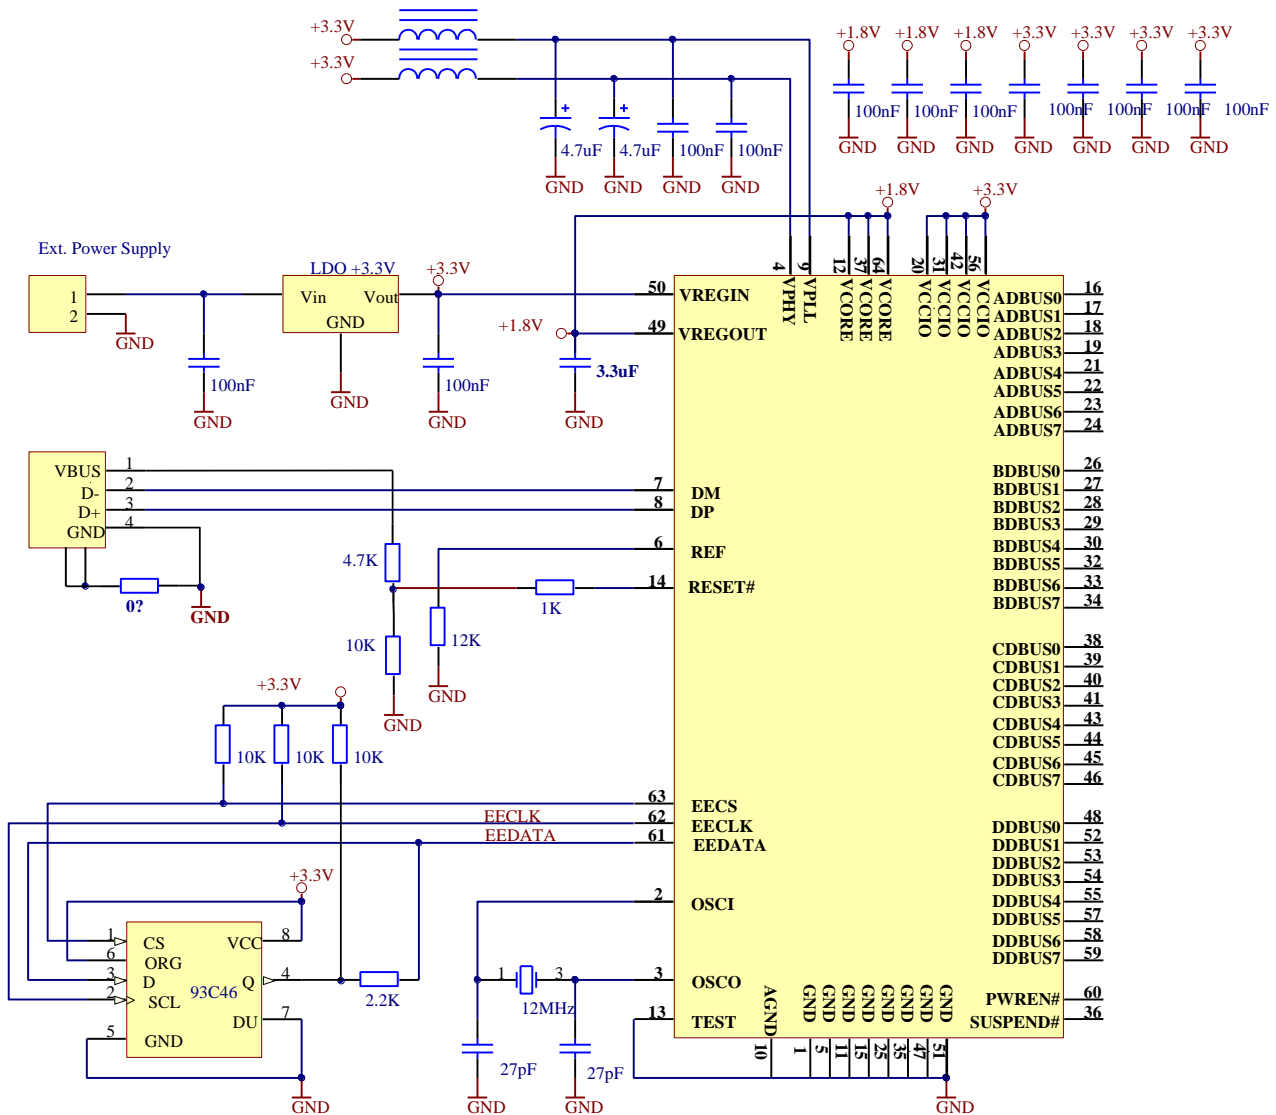 +3.3V
+3.3V
4.7uF
4.7uF
100nF
100nF
GND
GND
GND
GND
+1.8V
+1.8V
+1.8V
+3.3V
+3.3V
+3.3V
+3.3V
100nF
100nF
100nF
100nF
100nF
100nF
100nF
GND
GND
GND
GND
GND
GND
GND
+1.8V
+3.3V
Ext. Power Supply
1
2
GND
100nF
GND
LDO +3.3V
Vin
Vout
GND
GND
+3.3V
100nF
GND
+1.8V
3.3uF
GND
50
VREGIN
49
VREGOUT
4
VPHY
9
VPLL
12
VCORE
37
VCORE
64
VCORE
20
VCCIO
31
VCCIO
42
VCCIO
56
VCCIO
ADBUS0
16
ADBUS1
17
ADBUS2
18
ADBUS3
19
ADBUS4
21
ADBUS5
22
ADBUS6
23
ADBUS7
24
VBUS
1
D-
2
D+
3
GND
4
0?
GND
7
DM
8
DP
6
REF
14
RESET#
4.7K
1K
10K
12K
GND
GND
BDBUS0
26
BDBUS1
27
BDBUS2
28
BDBUS3
29
BDBUS4
30
BDBUS5
32
BDBUS6
33
BDBUS7
34
CDBUS0
38
CDBUS1
39
CDBUS2
40
CDBUS3
41
CDBUS4
43
CDBUS5
44
CDBUS6
45
CDBUS7
46
+3.3V
10K
10K
10K
63
EECS
EECLK
62
EECLK
EEDATA
61
EEDATA
DDBUS0
48
DDBUS1
52
DDBUS2
53
DDBUS3
54
DDBUS4
55
DDBUS5
57
DDBUS6
58
DDBUS7
59
+3.3V
1
CS
6
ORG
3
D
2
SCL
5
GND
93C46
VCC
8
Q
4
DU
7
2.2K
GND
2
OSCI
3
OSCO
13
TEST
1
3
12MHz
27pF
27pF
GND
GND
AGND
10
GND
1
GND
5
GND
11
GND
15
GND
25
GND
35
GND
47
GND
51
GND
PWREN#
60
SUSPEND#
36